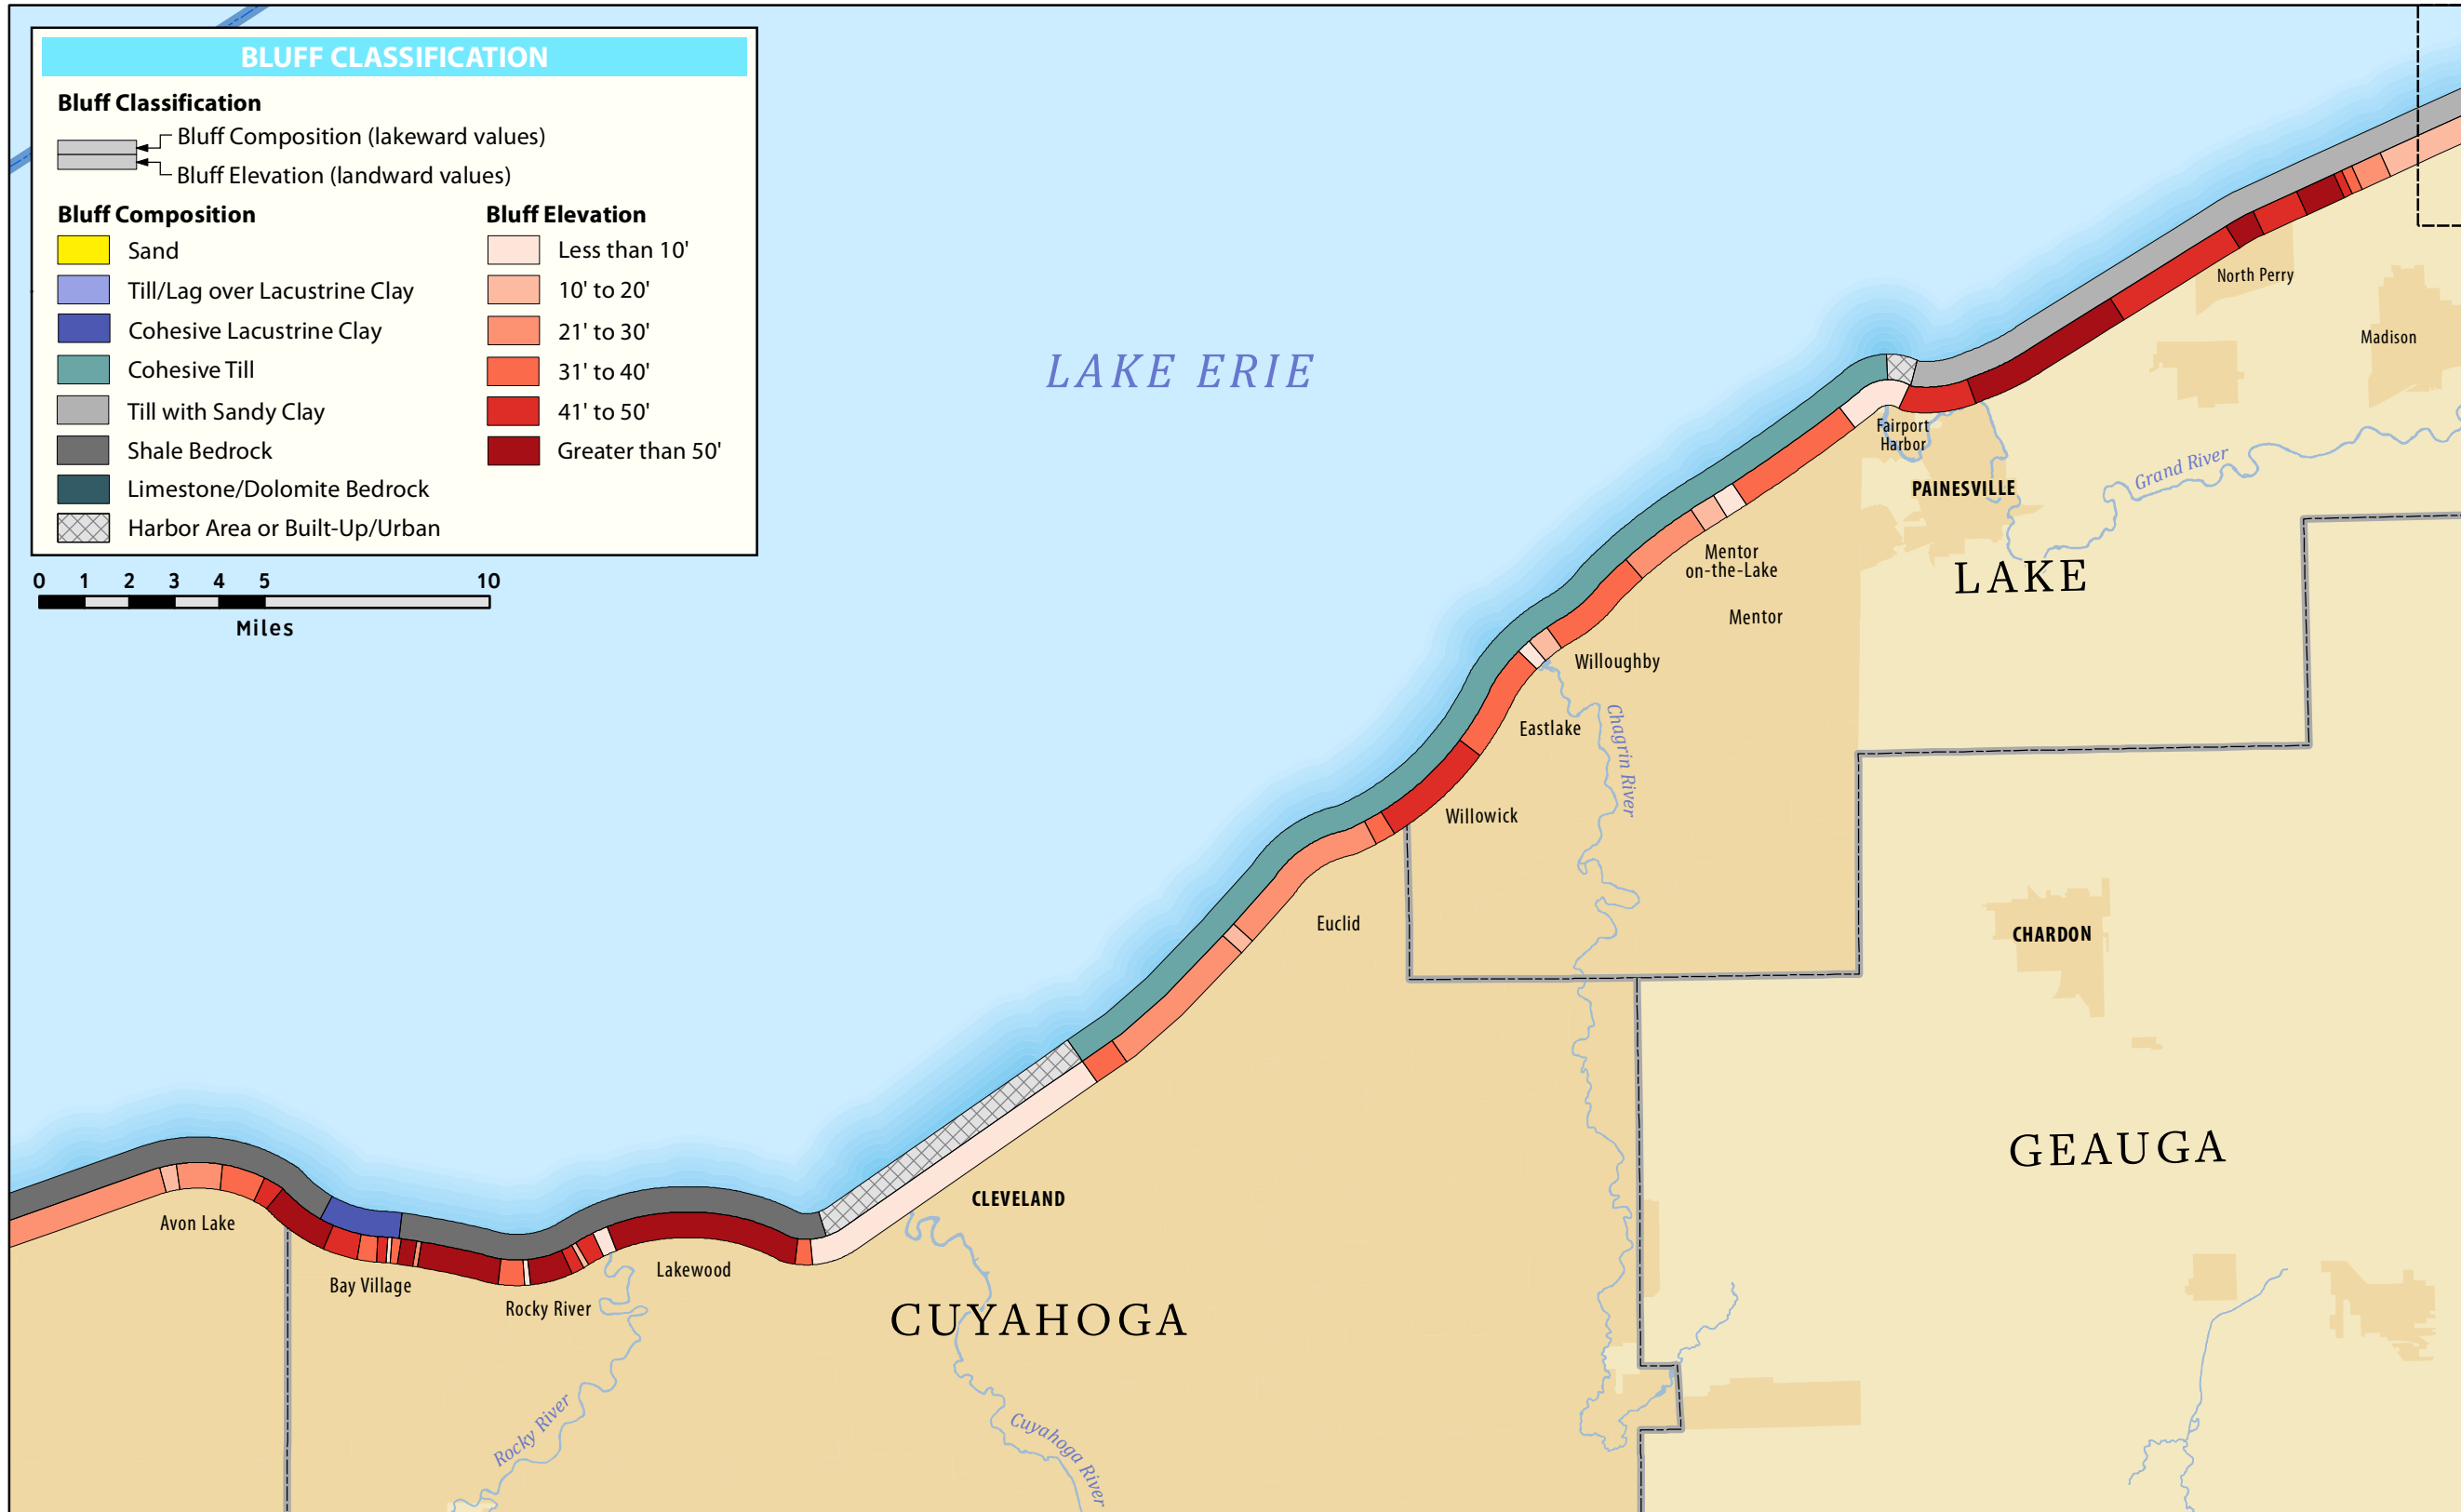 BLUFF CLASSIFICATION
Bluff Classification
Bluff Composition (lakeward values)
Bluff Elevation (landward values)
Bluff Composition
Sand
Till/Lag over Lacustrine Clay
Cohesive Lacustrine Clay
Cohesive Till
Till with Sandy Clay
Shale Bedrock
Limestone/Dolomite Bedrock
Harbor Area or Built-Up/Urban
Bluff Elevation
Less than 10'
10' to 20'
21' to 30'
31' to 40'
41' to 50'
Greater than 50'
0 1 2 3 4 5 10
Miles
LAKE ERIE
North Perry
Madison
Fairport
Harbor
Grand River
PAINESVILLE
Mentor
on-the-Lake
LAKE
Mentor
Willoughby
Eastlake
Chagrin River
Willowick
Euclid
CHARDON
GEAUGA
CLEVELAND
Avon Lake
Lakewood
Bay Village
Rocky River
CUYAHOGA
Rocky River
Cuyahoga River